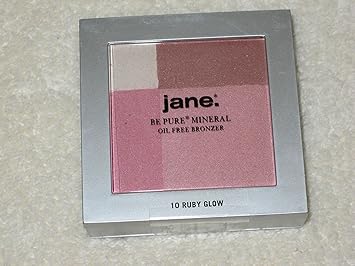 jane.®
BE PURE® MINERAL
OIL FREE BRONZER
10 RUBY GLOW